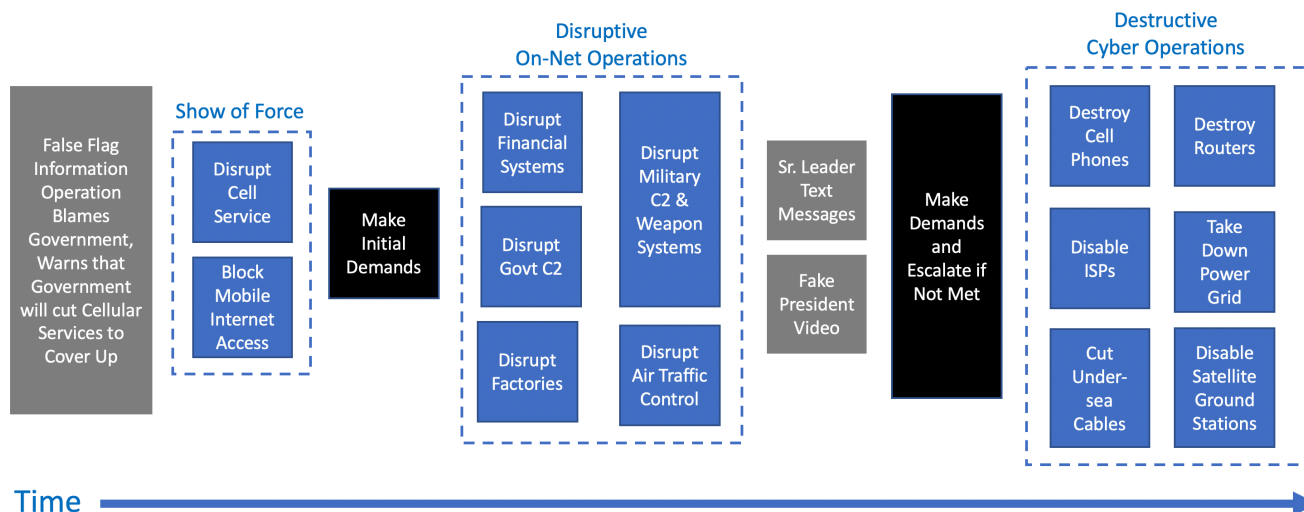 False Flag
Information
Operation
Blames
Government,
Warns that
Government
will cut Cellular
Services to
Cover Up
Show of Force
Disrupt
Cell
Service
Block
Mobile
Internet
Access
Make
Initial
Demands
Disruptive
On-Net Operations
Disrupt
Financial
Systems
Disrupt
Govt C2
Disrupt
Factories
Disrupt
Military
C2 &
Weapon
Systems
Disrupt
Air Traffic
Control
Sr. Leader
Text
Messages
Fake
President
Video
Make
Demands
and
Escalate if
Not Met
Destructive
Cyber Operations
Destroy
Cell
Phones
Destroy
Routers
Disable
ISPs
Take
Down
Power
Grid
Cut
Under-
sea
Cables
Disable
Satellite
Ground
Stations
Time